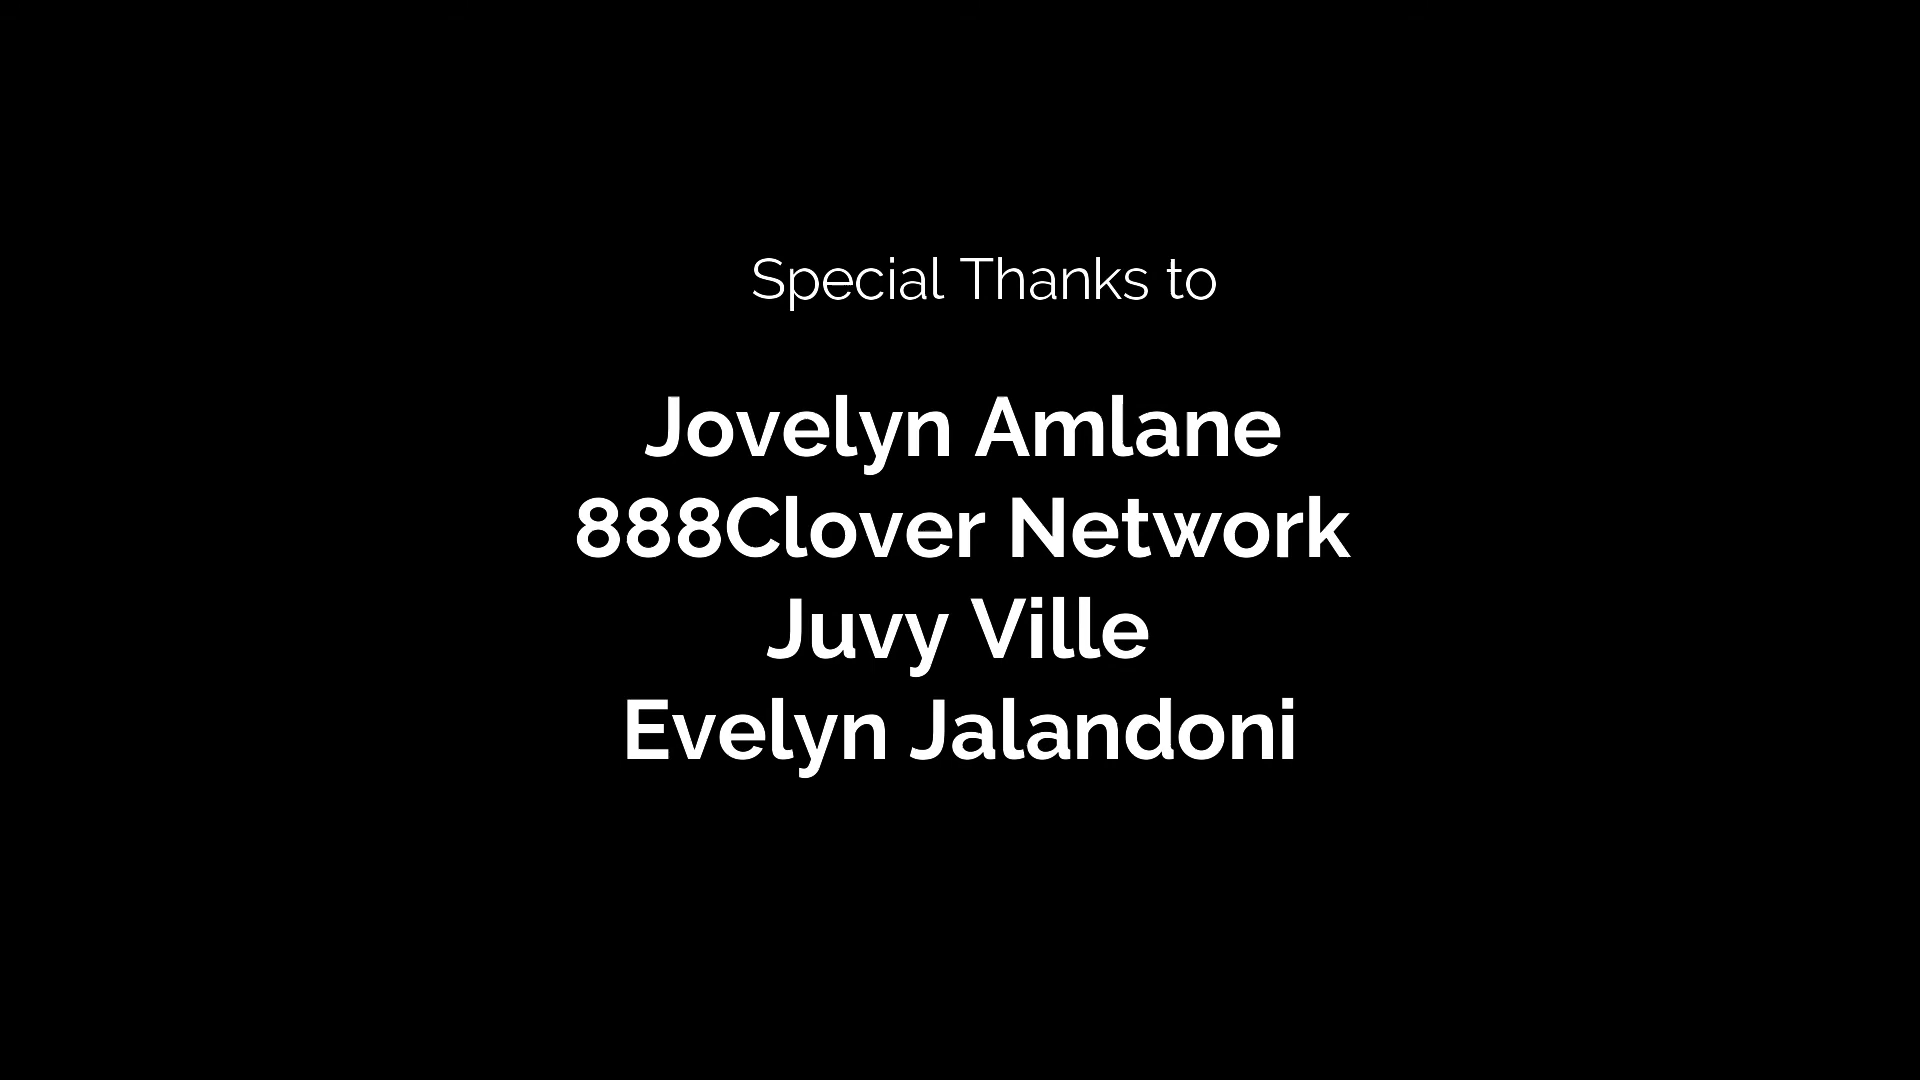 Special Thanks to
Jovelyn Amlane
888Clover Network
Juvy Ville
Evelyn Jalandoni